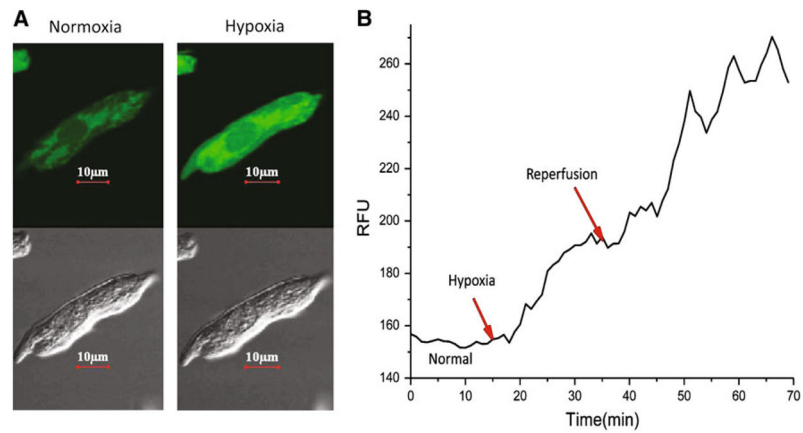 A
Normoxia
Hypoxia
10μm
10μm
10μm
10μm
B
RFU
260
240
220
200
180
160
140
Reperfusion
Hypoxia
Normal
0
10
20
30
40
50
60
70
Time(min)